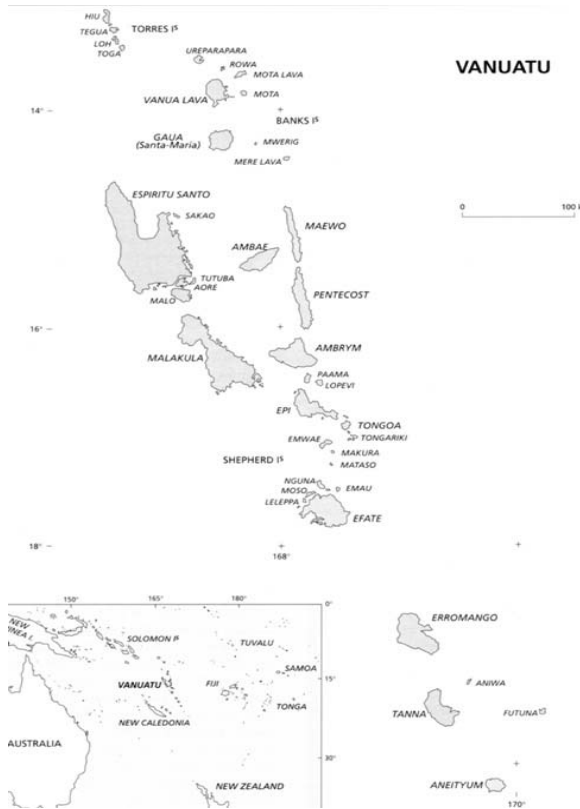 HIU
TEGUA
TORRES Iˢ
LOH
TOGA
UREPARAPARA
ROWA
MOTA LAVA
VANUATU
VANUA LAVA
MOTA
14°
BANKS Iˢ
GAUA
(Santa-Maria)
MWERIG
MERE LAVA
ESPIRITU SANTO
SAKAO
0 100
MAEWO
AMBAE
TUTUBA
AORE
MALO
PENTECOST
16°
AMBRYM
MALAKULA
PAAMA
LOPEVI
EPI
TONGOA
TONGARIKI
EMWAE
MAKURA
SHEPHERD Iˢ
MATASO
NGUNA
MOSO
EMAU
LELEPPA
EFATE
18°
168°
150° 165° 180° 0°
NEW
INEA I.
SOLOMON Iˢ
TUVALU
SAMOA
VANUATU
FIJI
15°
TONGA
NEW CALEDONIA
AUSTRALIA
30°
NEW ZEALAND
ERROMANGO
ANIWA
TANNA
FUTUNA
ANEITYUM
170°